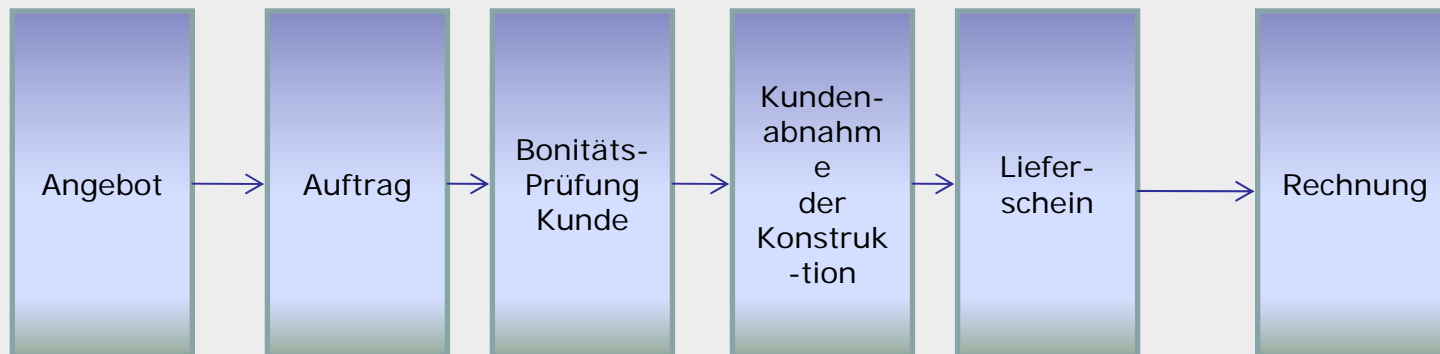 Angebot
Auftrag
Bonitäts-
Prüfung
Kunde
Kunden-
abnahm
e
der
Konstruk
-tion
Liefer-
schein
Rechnung